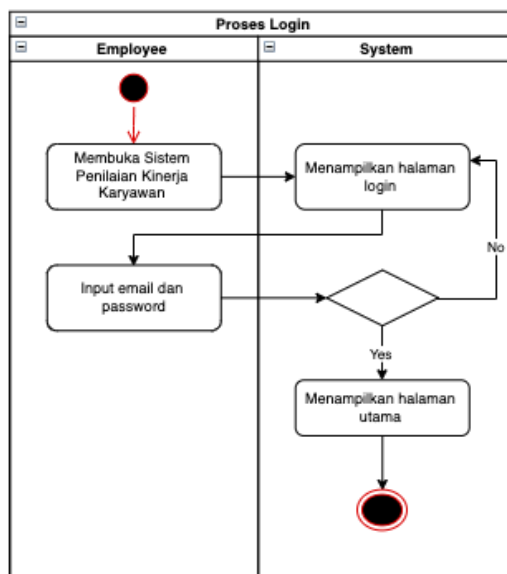 Proses Login
Employee
System
Membuka Sistem
Penilaian Kinerja
Karyawan
Menampilkan halaman
login
No
Input email dan
password
Yes
Menampilkan halaman
utama